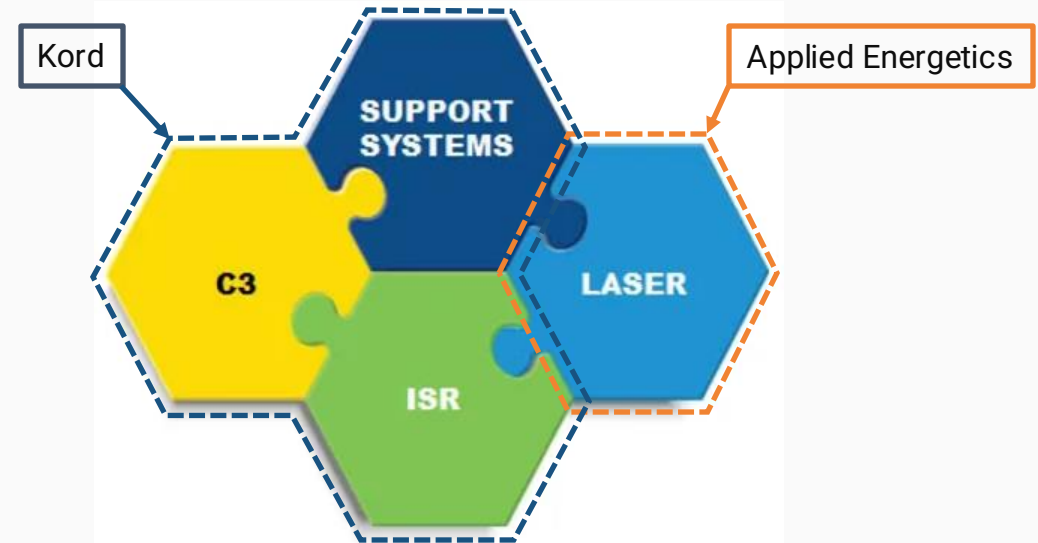 Kord
Applied Energetics
SUPPORT
SYSTEMS
C3
LASER
ISR